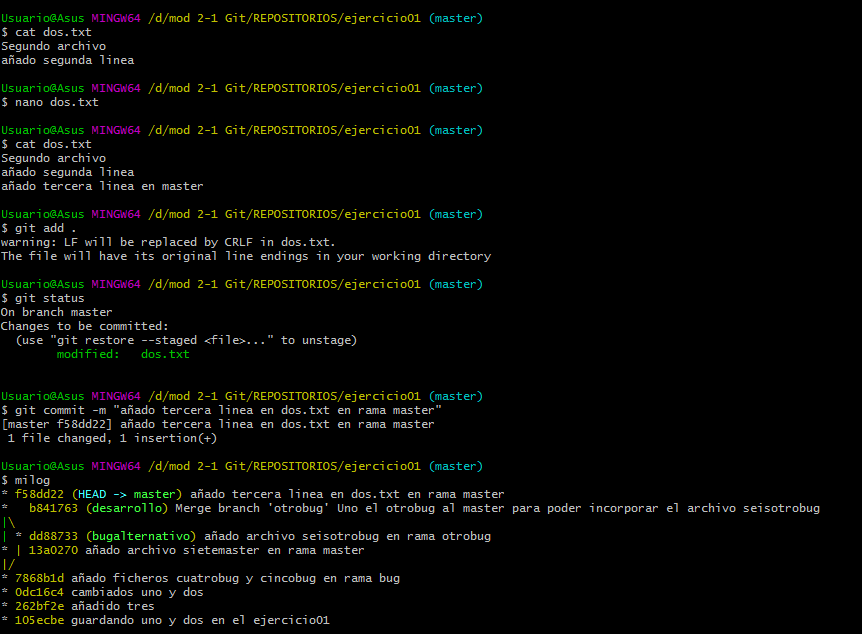 Usuario@Asus MINGW64 /d/mod 2-1 Git/REPOSITORIOS/ejercicio01 (master)
$ cat dos.txt
Segundo archivo
añado segunda linea

Usuario@Asus MINGW64 /d/mod 2-1 Git/REPOSITORIOS/ejercicio01 (master)
$ nano dos.txt

Usuario@Asus MINGW64 /d/mod 2-1 Git/REPOSITORIOS/ejercicio01 (master)
$ cat dos.txt
Segundo archivo
añado segunda linea
añado tercera linea en master

Usuario@Asus MINGW64 /d/mod 2-1 Git/REPOSITORIOS/ejercicio01 (master)
$ git add .
warning: LF will be replaced by CRLF in dos.txt.
The file will have its original line endings in your working directory

Usuario@Asus MINGW64 /d/mod 2-1 Git/REPOSITORIOS/ejercicio01 (master)
$ git status
On branch master
Changes to be committed:
  (use "git restore --staged <file>..." to unstage)
        modified:   dos.txt


Usuario@Asus MINGW64 /d/mod 2-1 Git/REPOSITORIOS/ejercicio01 (master)
$ git commit -m "añado tercera linea en dos.txt en rama master"
[master f58dd22] añado tercera linea en dos.txt en rama master
 1 file changed, 1 insertion(+)

Usuario@Asus MINGW64 /d/mod 2-1 Git/REPOSITORIOS/ejercicio01 (master)
$ milog
* f58dd22 (HEAD -> master) añado tercera linea en dos.txt en rama master
*   b841763 (desarrollo) Merge branch 'otrobug' Uno el otrobug al master para poder incorporar el archivo seisotrobug
|\
| * dd88733 (bugalternativo) añado archivo seisotrobug en rama otrobug
* | 13a0270 añado archivo sietemaster en rama master
|/
* 7868b1d añado ficheros cuatrobug y cincobug en rama bug
* 0dc16c4 cambiados uno y dos
* 262bf2e añadido tres
* 105ecbe guardando uno y dos en el ejercicio01